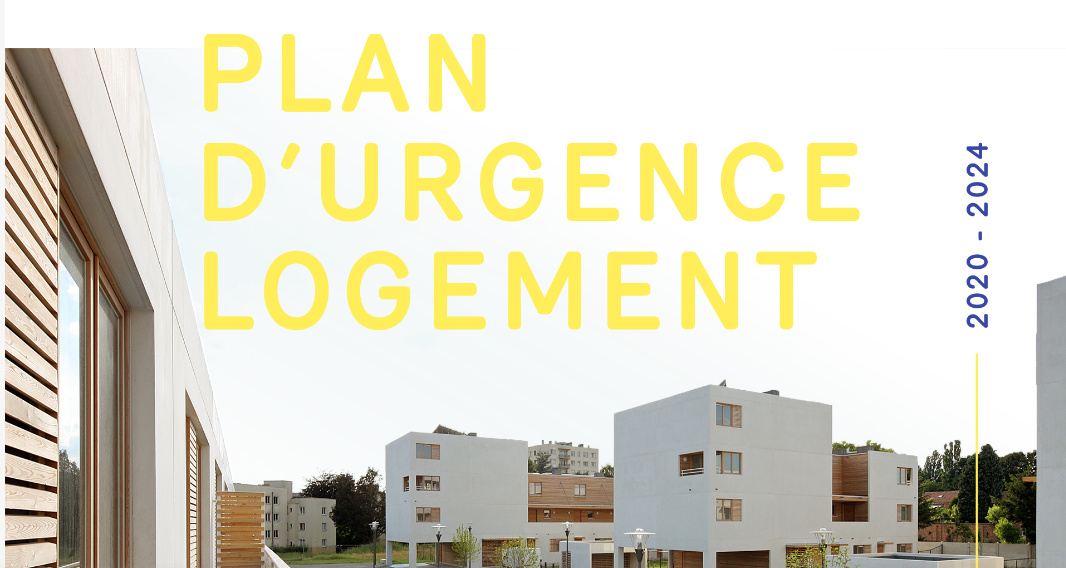 PLAN
D'URGENCE
LOGEMENT
2020 - 2024